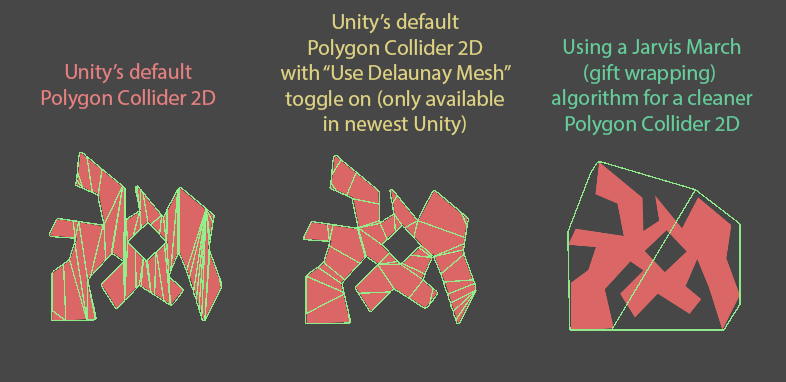 Unity's default
Polygon Collider 2D
Unity's default
Polygon Collider 2D
with “Use Delaunay Mesh”
toggle on (only available
in newest Unity)
Using a Jarvis March
(gift wrapping)
algorithm for a cleaner
Polygon Collider 2D